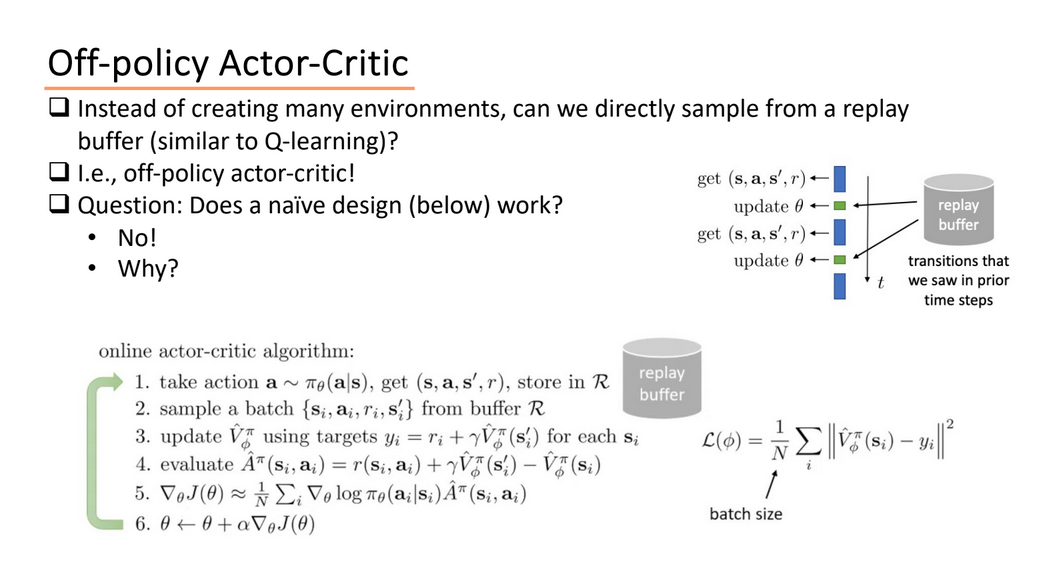 Off-policy Actor-Critic
❑ Instead of creating many environments, can we directly sample from a replay
buffer (similar to Q-learning)?
❑ I.e., off-policy actor-critic!
❑ Question: Does a naïve design (below) work?
• No!
• Why?
get (s, a, s′, r)
update θ
get (s, a, s′, r)
update θ
t
replay
buffer
transitions that
we saw in prior
time steps
online actor-critic algorithm:
1. take action a ∼ π_θ(a|s), get (s, a, s′, r), store in ℛ
2. sample a batch {s_i, a_i, r_i, s′_i} from buffer ℛ
3. update V̂^π_ϕ using targets y_i = r_i + γV̂^π_ϕ(s′_i) for each s_i
4. evaluate Â^π(s_i, a_i) = r(s_i, a_i) + γV̂^π_ϕ(s′_i) − V̂^π_ϕ(s_i)
5. ∇_θJ(θ) ≈ 1/N ∑_i ∇_θ log π_θ(a_i|s_i)Â^π(s_i, a_i)
6. θ ← θ + α∇_θJ(θ)
replay
buffer
ℒ(ϕ) = 1/N ∑_i ‖V̂^π_ϕ(s_i) − y_i‖²
batch size